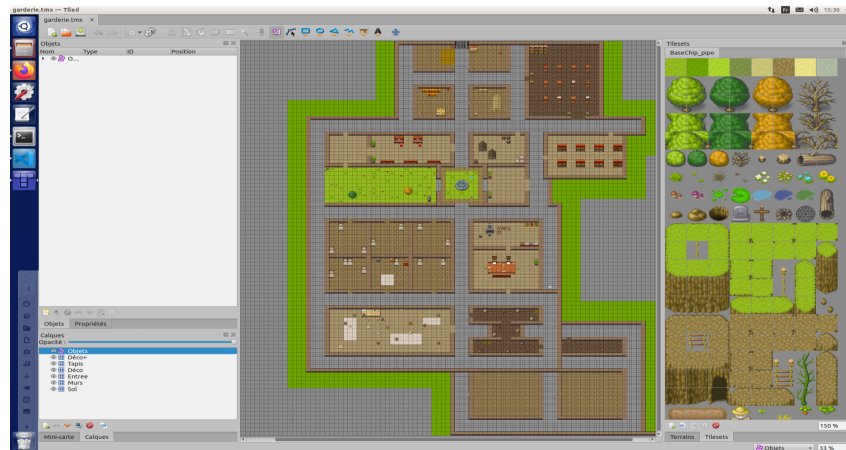 garderie.tmx — Tiled
Fr
15:36
garderie.tmx ×
Objets
Nom Type ID Position
O...
Objets Propriétés
Calques
Opacité :
Objets
Déco+
Tapis
Déco
Entree
Murs
Sol
Mini-carte Calques
Tilesets
BaseChip_pipo
150 %
Terrains Tilesets
Objets 33 %